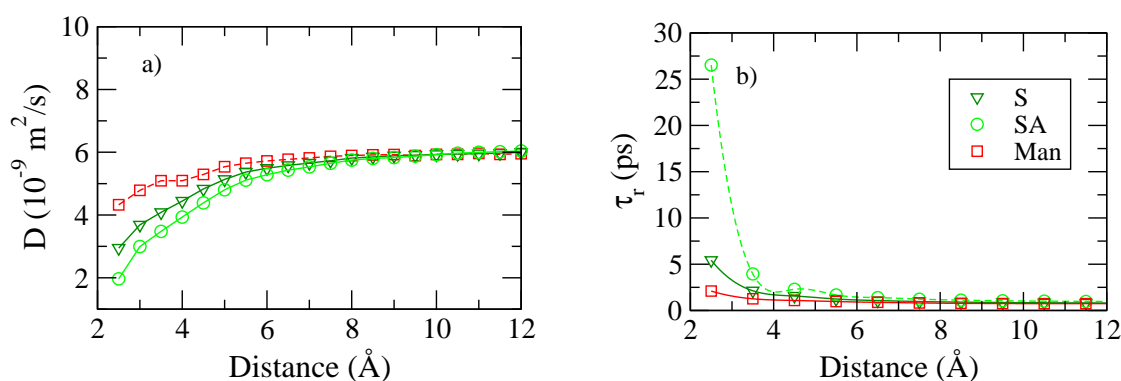 a)
10
8
6
4
2
D (10⁻⁹ m²/s)
2 4 6 8 10 12
Distance (Å)
b)
30
25
20
15
10
5
0
τr (ps)
S
SA
Man
2 4 6 8 10 12
Distance (Å)